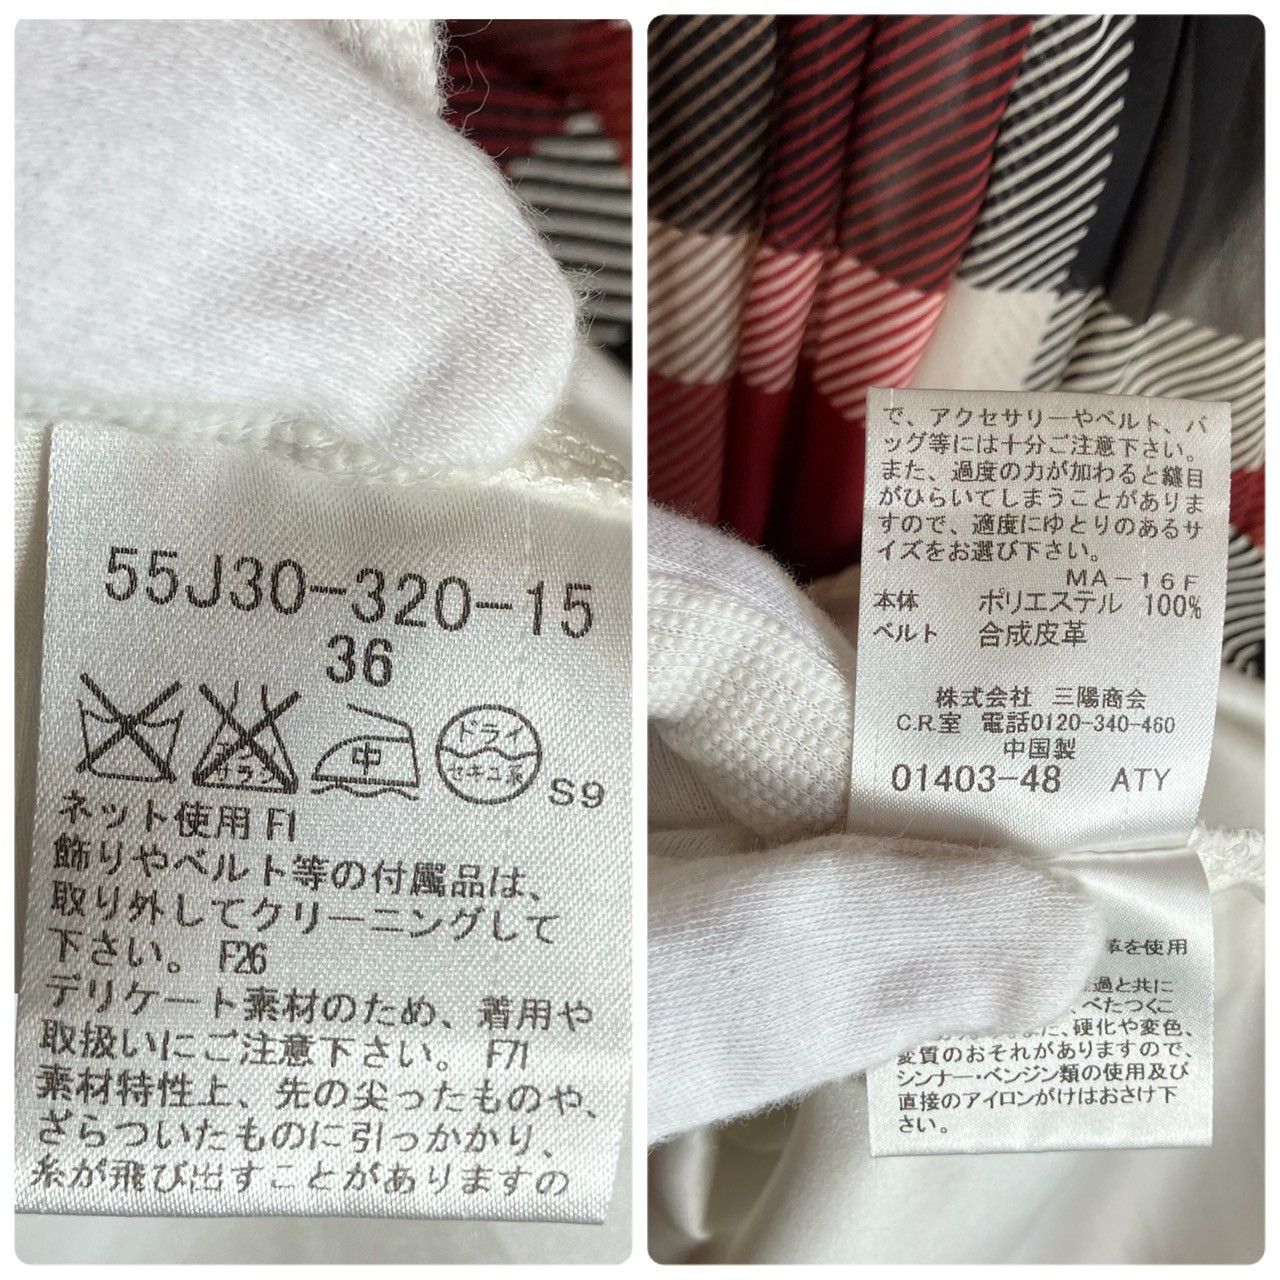 55J30-320-15
36
エンソ
サラシ
中
ドライ
セキユ系
S9
ネット使用 F1
飾りやベルト等の付属品は、
取り外してクリーニングして
下さい。 F26
デリケート素材のため、着用や
取扱いにご注意下さい。 F71
素材特性上、先の尖ったものや、
ざらついたものに引っかかり、
糸が飛び出すことがありますの
で、アクセサリーやベルト、バ
ッグ等には十分ご注意下さい。
また、過度の力が加わると縫目
がひらいてしまうことがありま
すので、適度にゆとりのあるサ
イズをお選び下さい。
MA-16F
本体 ポリエステル 100%
ベルト 合成皮革
株式会社 三陽商会
C.R室 電話0120-340-460
中国製
01403-48 ATY
革を使用
過と共に
、べたつくこ
また、硬化や変色、
変質のおそれがありますので、
シンナー・ベンジン類の使用及び
直接のアイロンがけはおさけ下
さい。